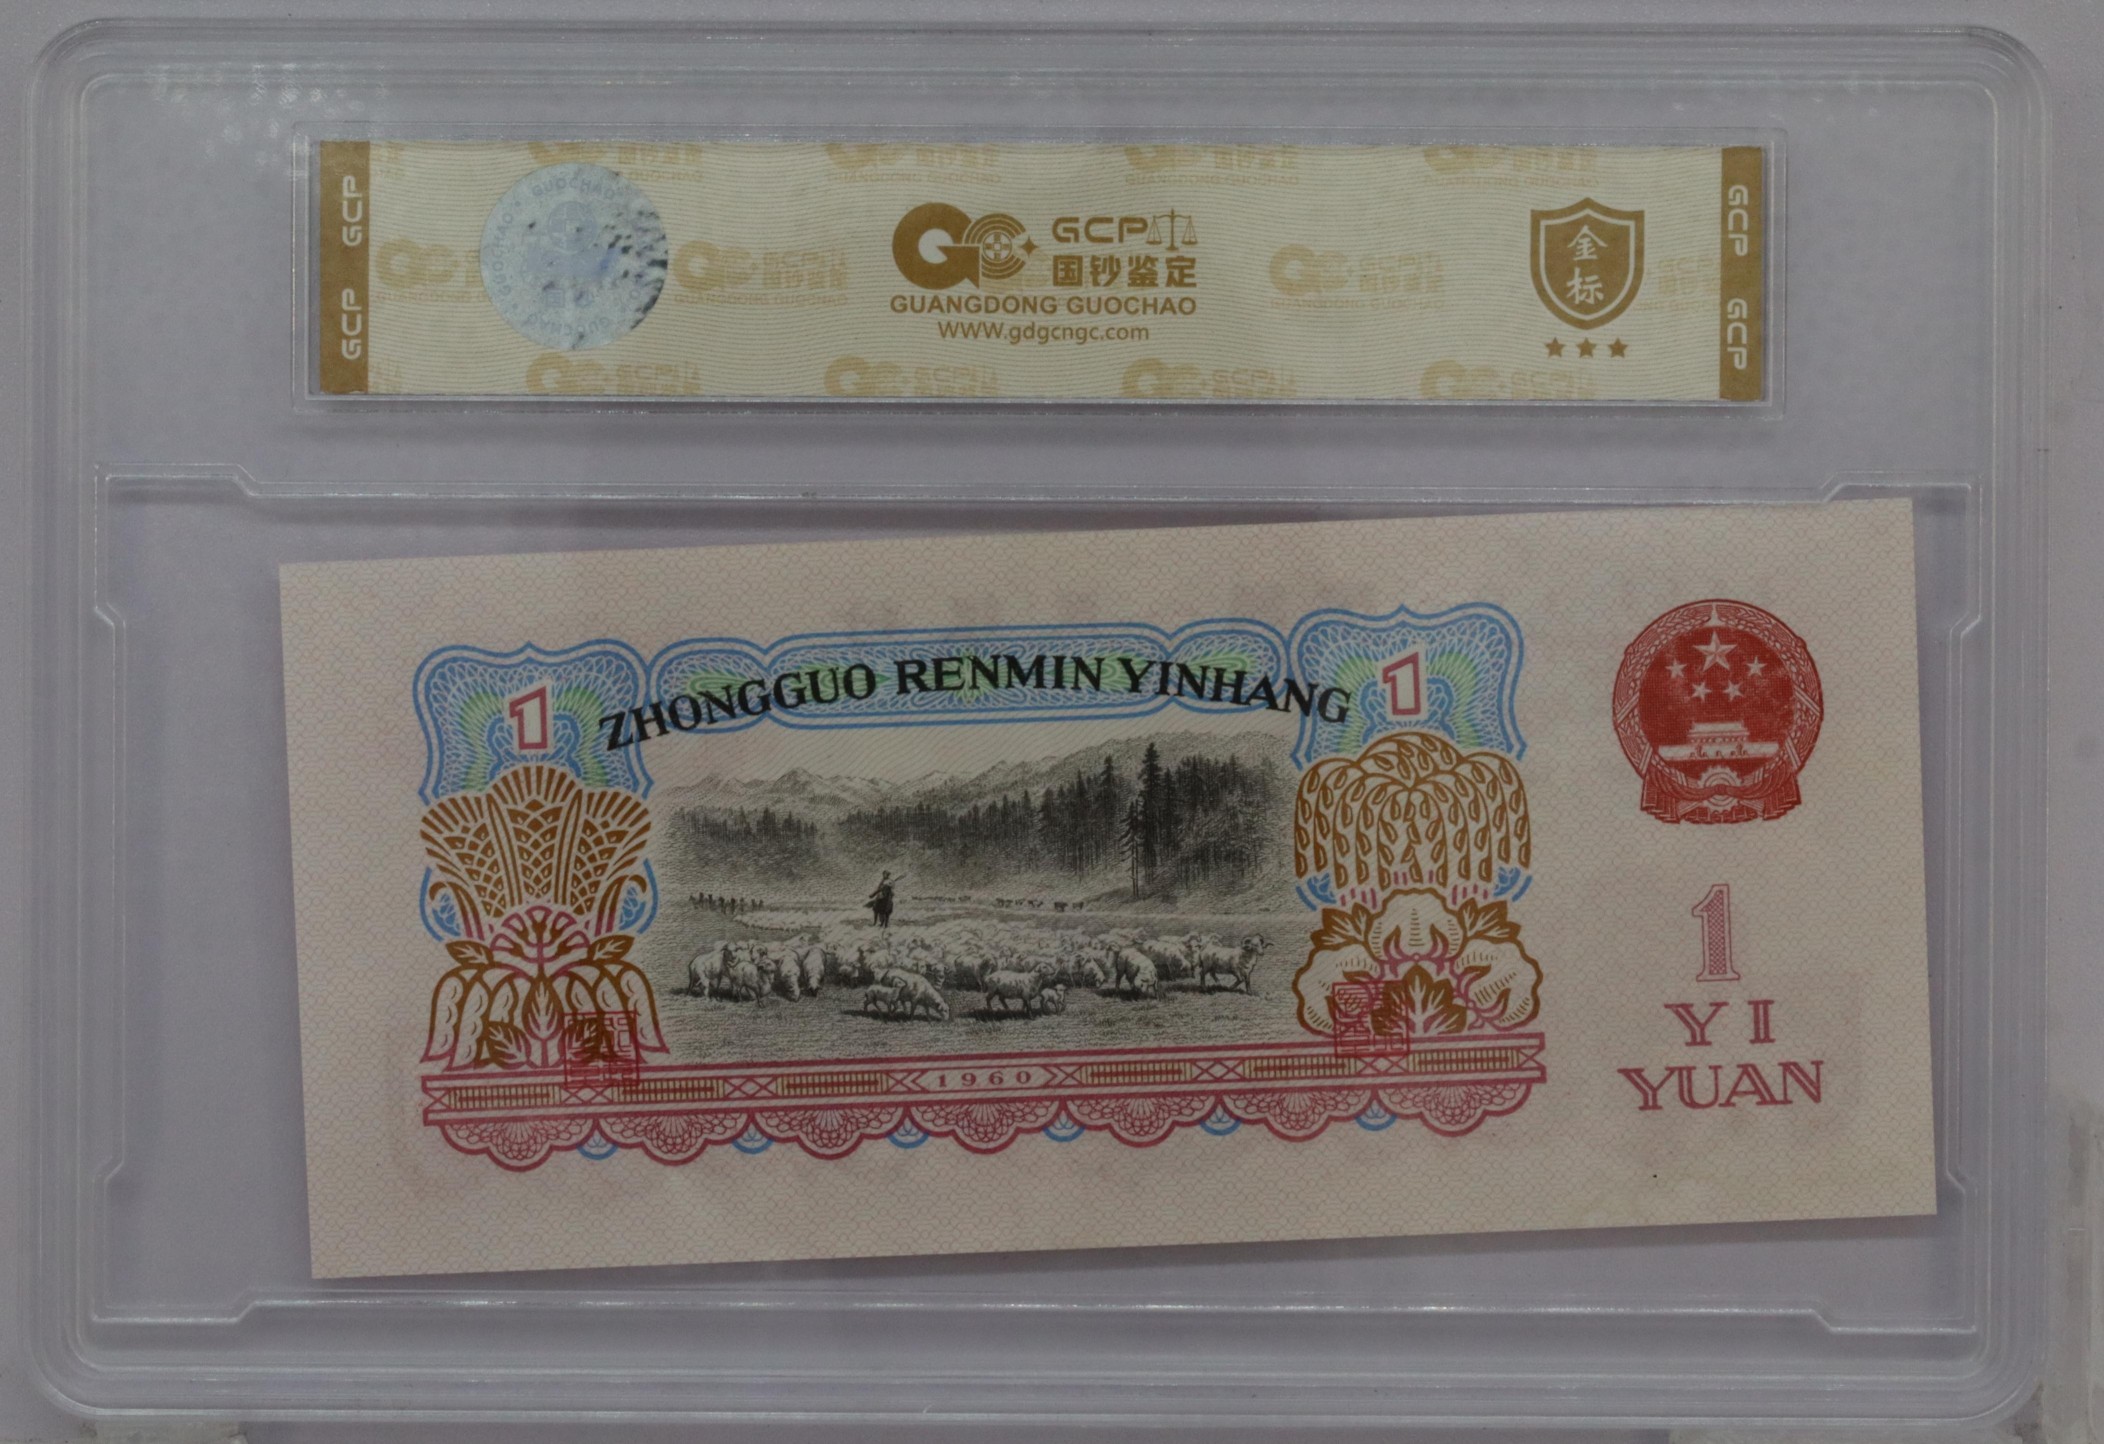 GCP
GCP
GCP
国钞鉴定
GUANGDONG GUOCHAO
WWW.gdgcngc.com
金标
GCP
GCP
ZHONGGUO RENMIN YINHANG
1
1
1960
1
YI
YUAN